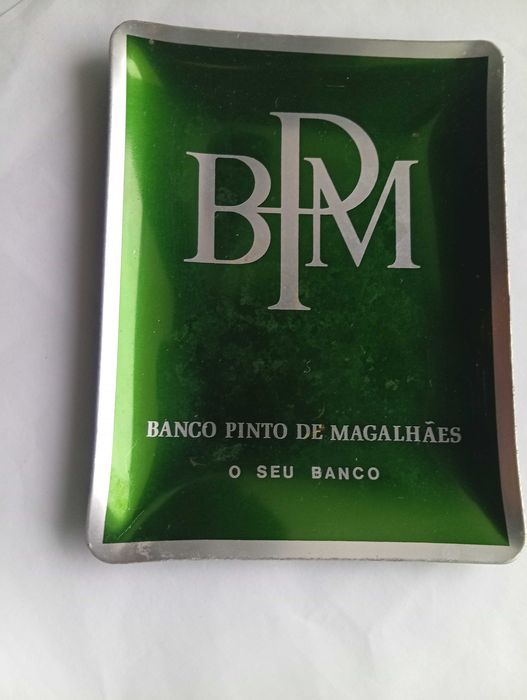 BPM
BANCO PINTO DE MAGALHÃES
O SEU BANCO